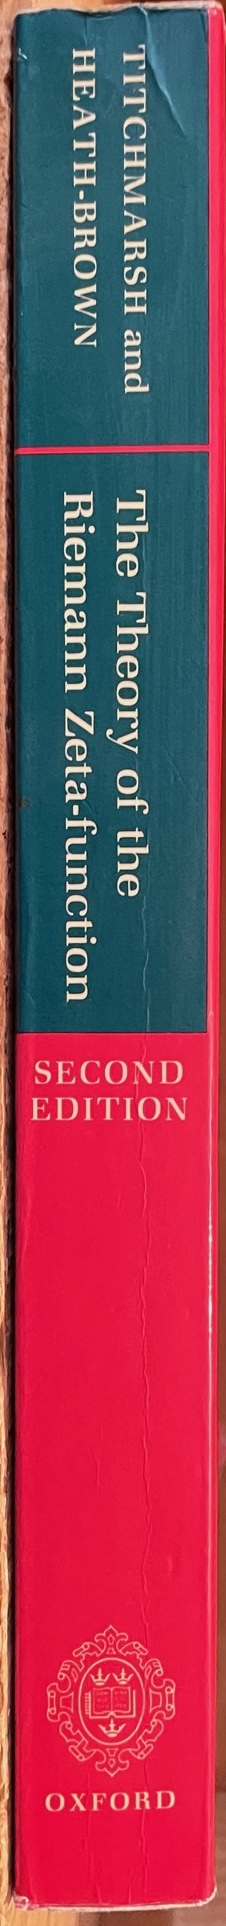 TITCHMARSH and
HEATH-BROWN
The Theory of the
Riemann Zeta-function
SECOND
EDITION
OXFORD